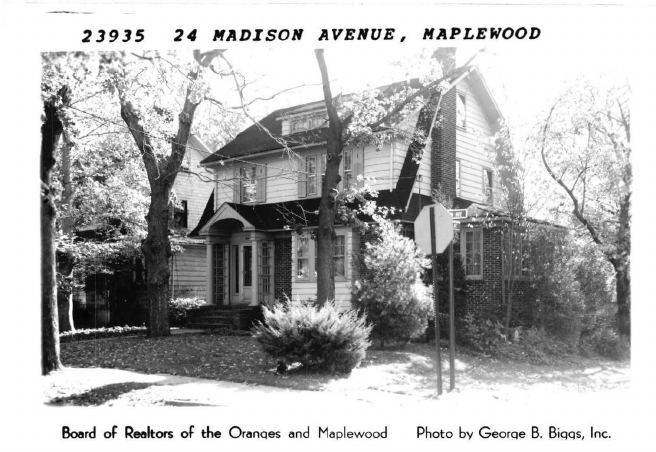 23935 24 MADISON AVENUE, MAPLEWOOD
Board of Realtors of the Oranges and Maplewood Photo by George B. Biggs, Inc.